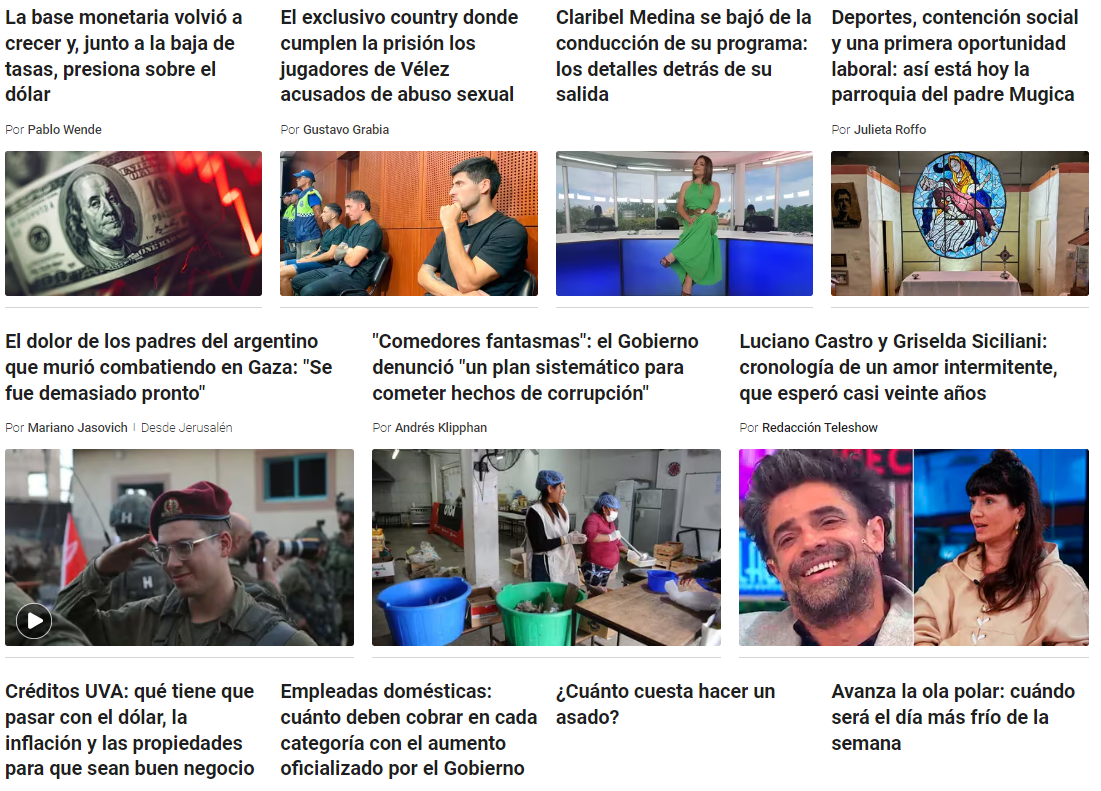 La base monetaria volvió a
crecer y, junto a la baja de
tasas, presiona sobre el
dólar
Por Pablo Wende
El exclusivo country donde
cumplen la prisión los
jugadores de Vélez
acusados de abuso sexual
Por Gustavo Grabia
Claribel Medina se bajó de la
conducción de su programa:
los detalles detrás de su
salida
Deportes, contención social
y una primera oportunidad
laboral: así está hoy la
parroquia del padre Mugica
Por Julieta Roffo
El dolor de los padres del argentino
que murió combatiendo en Gaza: "Se
fue demasiado pronto"
Por Mariano Jasovich | Desde Jerusalén
"Comedores fantasmas": el Gobierno
denunció "un plan sistemático para
cometer hechos de corrupción"
Por Andrés Klipphan
Luciano Castro y Griselda Siciliani:
cronología de un amor intermitente,
que esperó casi veinte años
Por Redacción Teleshow
H
H
Créditos UVA: qué tiene que
pasar con el dólar, la
inflación y las propiedades
para que sean buen negocio
Empleadas domésticas:
cuánto deben cobrar en cada
categoría con el aumento
oficializado por el Gobierno
¿Cuánto cuesta hacer un
asado?
Avanza la ola polar: cuándo
será el día más frío de la
semana